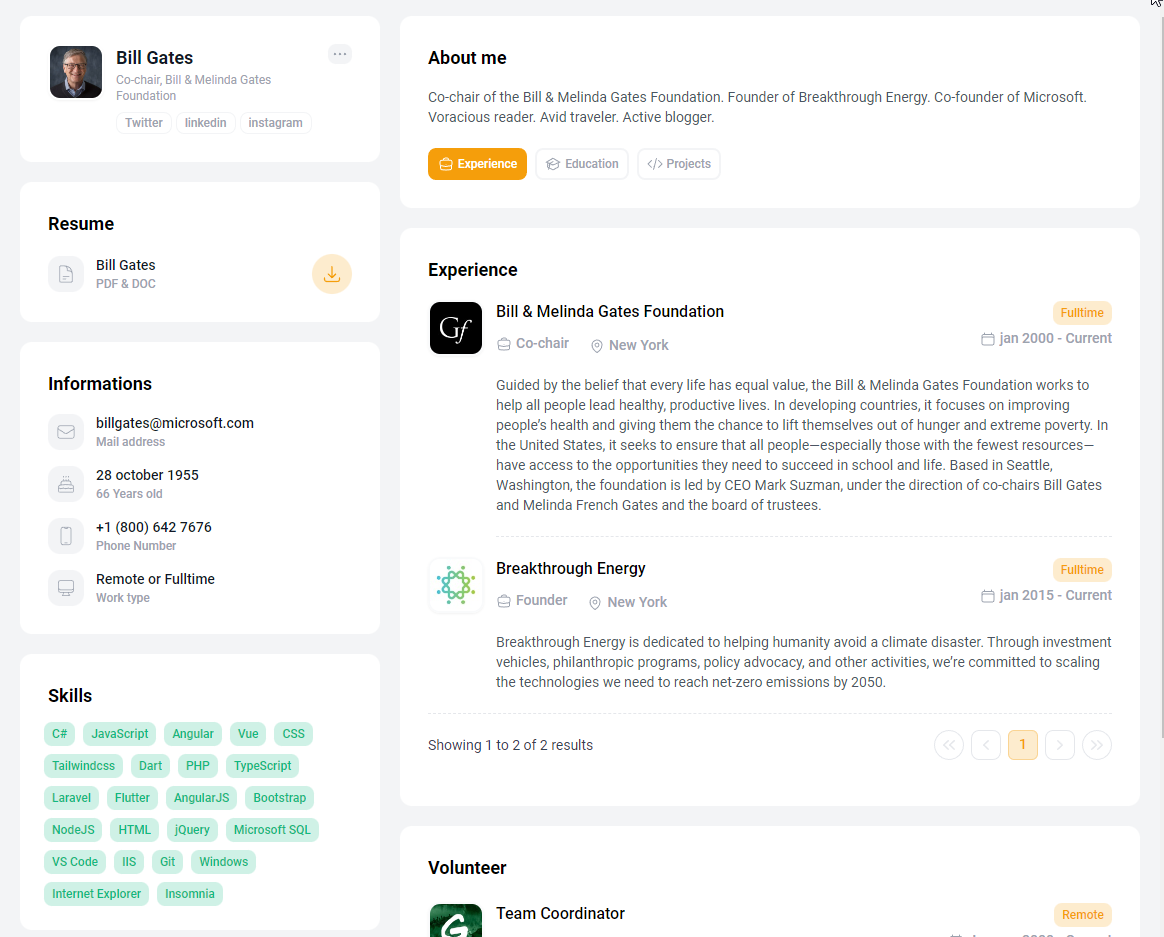 Bill Gates
Co-chair, Bill & Melinda Gates
Foundation
Twitter linkedin instagram
Resume
Bill Gates
PDF & DOC
Informations
billgates@microsoft.com
Mail address
28 october 1955
66 Years old
+1 (800) 642 7676
Phone Number
Remote or Fulltime
Work type
Skills
C# JavaScript Angular Vue CSS
Tailwindcss Dart PHP TypeScript
Laravel Flutter AngularJS Bootstrap
NodeJS HTML jQuery Microsoft SQL
VS Code IIS Git Windows
Internet Explorer Insomnia
About me
Co-chair of the Bill & Melinda Gates Foundation. Founder of Breakthrough Energy. Co-founder of Microsoft.
Voracious reader. Avid traveler. Active blogger.
Experience Education Projects
Experience
Gf
Bill & Melinda Gates Foundation
Fulltime
Co-chair New York
jan 2000 - Current
Guided by the belief that every life has equal value, the Bill & Melinda Gates Foundation works to
help all people lead healthy, productive lives. In developing countries, it focuses on improving
people’s health and giving them the chance to lift themselves out of hunger and extreme poverty. In
the United States, it seeks to ensure that all people—especially those with the fewest resources—
have access to the opportunities they need to succeed in school and life. Based in Seattle,
Washington, the foundation is led by CEO Mark Suzman, under the direction of co-chairs Bill Gates
and Melinda French Gates and the board of trustees.
Breakthrough Energy
Fulltime
Founder New York
jan 2015 - Current
Breakthrough Energy is dedicated to helping humanity avoid a climate disaster. Through investment
vehicles, philanthropic programs, policy advocacy, and other activities, we’re committed to scaling
the technologies we need to reach net-zero emissions by 2050.
Showing 1 to 2 of 2 results
1
Volunteer
G
Team Coordinator
Remote